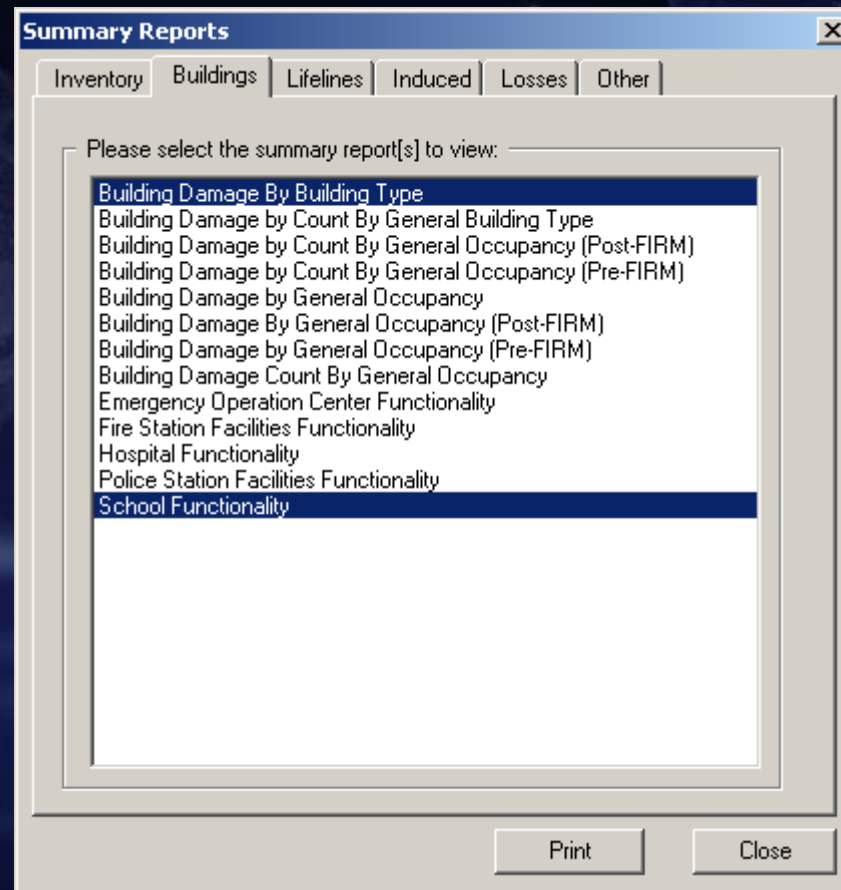 Summary Reports
Inventory Buildings Lifelines Induced Losses Other
Please select the summary report[s] to view:
Building Damage By Building Type
Building Damage by Count By General Building Type
Building Damage by Count By General Occupancy (Post-FIRM)
Building Damage by Count By General Occupancy (Pre-FIRM)
Building Damage by General Occupancy
Building Damage By General Occupancy (Post-FIRM)
Building Damage by General Occupancy (Pre-FIRM)
Building Damage Count By General Occupancy
Emergency Operation Center Functionality
Fire Station Facilities Functionality
Hospital Functionality
Police Station Facilities Functionality
School Functionality
Print Close